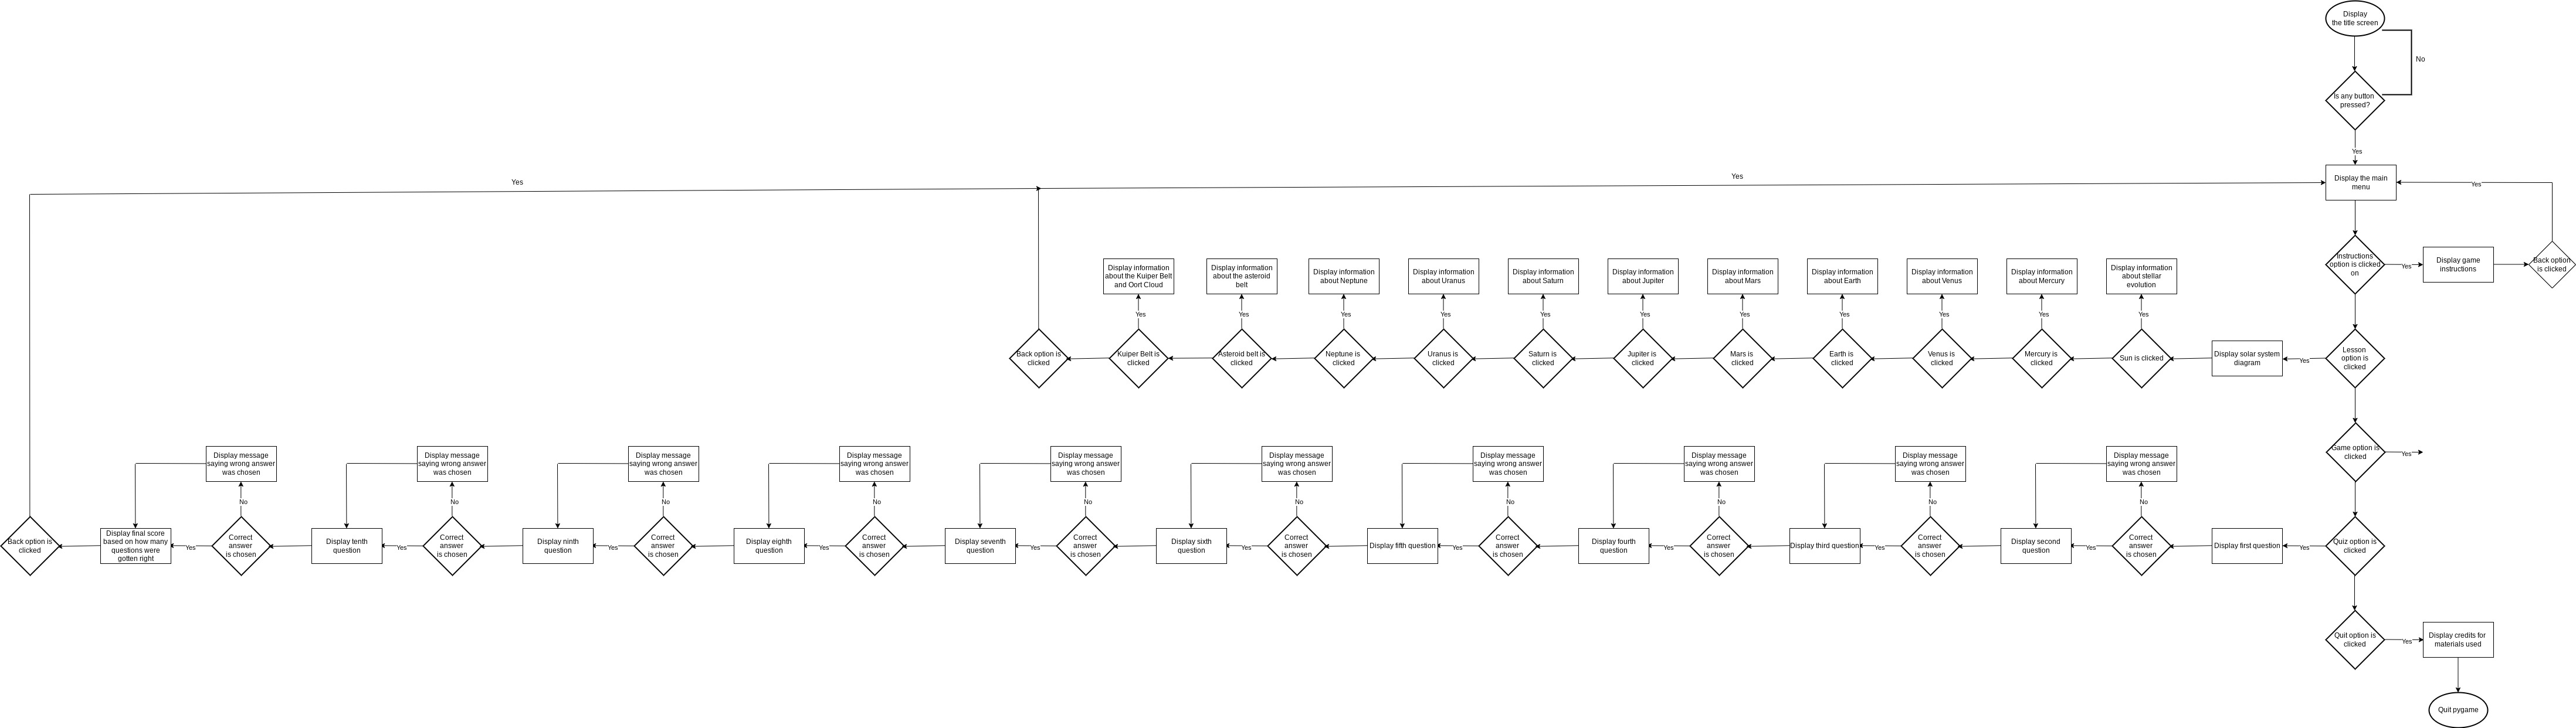 Display
the title screen
No
Is any button
pressed?
Yes
Yes
Yes
Display the main
menu
Yes
Instructions
option is clicked
on
Yes
Display game
instructions
Back option
is clicked
Display information
about the Kuiper Belt
and Oort Cloud
Display information
about the asteroid
belt
Display information
about Neptune
Display information
about Uranus
Display information
about Saturn
Display information
about Jupiter
Display information
about Mars
Display information
about Earth
Display information
about Venus
Display information
about Mercury
Display information
about stellar
evolution
Yes
Yes
Yes
Yes
Yes
Yes
Yes
Yes
Yes
Yes
Yes
Back option is
clicked
Kuiper Belt is
clicked
Asteroid belt is
clicked
Neptune is
clicked
Uranus is
clicked
Saturn is
clicked
Jupiter is
clicked
Mars is
clicked
Earth is
clicked
Venus is
clicked
Mercury is
clicked
Sun is clicked
Display solar system
diagram
Yes
Lesson
option is
clicked
Display message
saying wrong answer
was chosen
Display message
saying wrong answer
was chosen
Display message
saying wrong answer
was chosen
Display message
saying wrong answer
was chosen
Display message
saying wrong answer
was chosen
Display message
saying wrong answer
was chosen
Display message
saying wrong answer
was chosen
Display message
saying wrong answer
was chosen
Display message
saying wrong answer
was chosen
Display message
saying wrong answer
was chosen
Game option is
clicked
Yes
No
No
No
No
No
No
No
No
No
No
Back option is
clicked
Display final score
based on how many
questions were
gotten right
Yes
Correct
answer
is chosen
Display tenth
question
Yes
Correct
answer
is chosen
Display ninth
question
Yes
Correct
answer
is chosen
Display eighth
question
Yes
Correct
answer
is chosen
Display seventh
question
Yes
Correct
answer
is chosen
Display sixth
question
Yes
Correct
answer
is chosen
Display fifth question
Yes
Correct
answer
is chosen
Display fourth
question
Yes
Correct
answer
is chosen
Display third question
Yes
Correct
answer
is chosen
Display second
question
Yes
Correct
answer
is chosen
Display first question
Yes
Quiz option is
clicked
Quit option is
clicked
Yes
Display credits for
materials used
Quit pygame